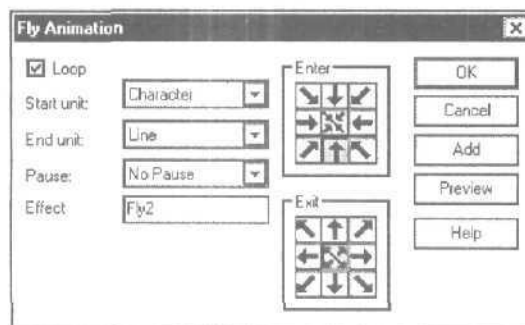 Fly Animation
Loop
Start unit: Character
End unit: Line
Pause: No Pause
Effect Fly2
Enter
Exit
OK
Cancel
Add
Preview
Help